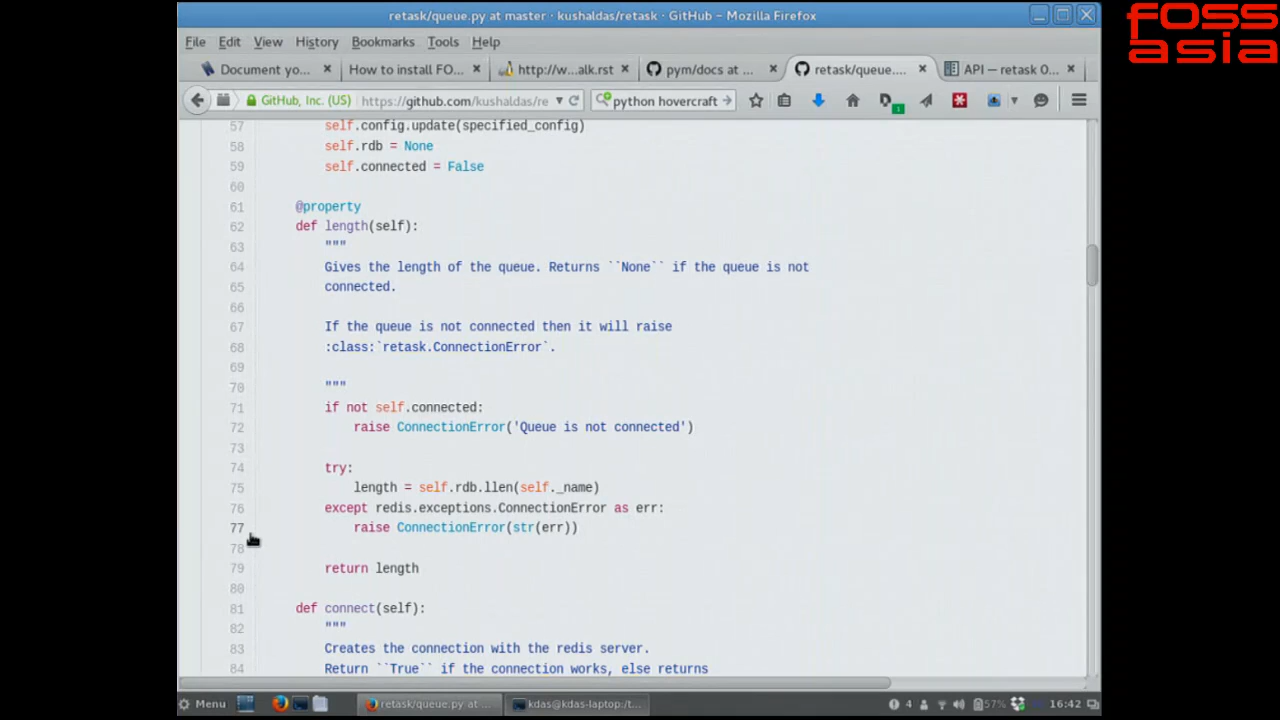 retask/queue.py at master · kushaldas/retask · GitHub - Mozilla Firefox
FOSS
asia
File Edit View History Bookmarks Tools Help
Document yo... How to install FO... http://w...alk.rst pym/docs at ... retask/queue.... API — retask 0...
GitHub, Inc. (US) https://github.com/kushaldas/re python hovercraft
57 self.config.update(specified_config)
58 self.rdb = None
59 self.connected = False
60
61 @property
62 def length(self):
63 """
64 Gives the length of the queue. Returns ``None`` if the queue is not
65 connected.
66
67 If the queue is not connected then it will raise
68 :class:`retask.ConnectionError`.
69
70 """
71 if not self.connected:
72 raise ConnectionError('Queue is not connected')
73
74 try:
75 length = self.rdb.llen(self._name)
76 except redis.exceptions.ConnectionError as err:
77 raise ConnectionError(str(err))
78
79 return length
80
81 def connect(self):
82 """
83 Creates the connection with the redis server.
84 Return ``True`` if the connection works, else returns
Menu retask/queue.py at ... kdas@kdas-laptop:/t... 4 57% 16:42